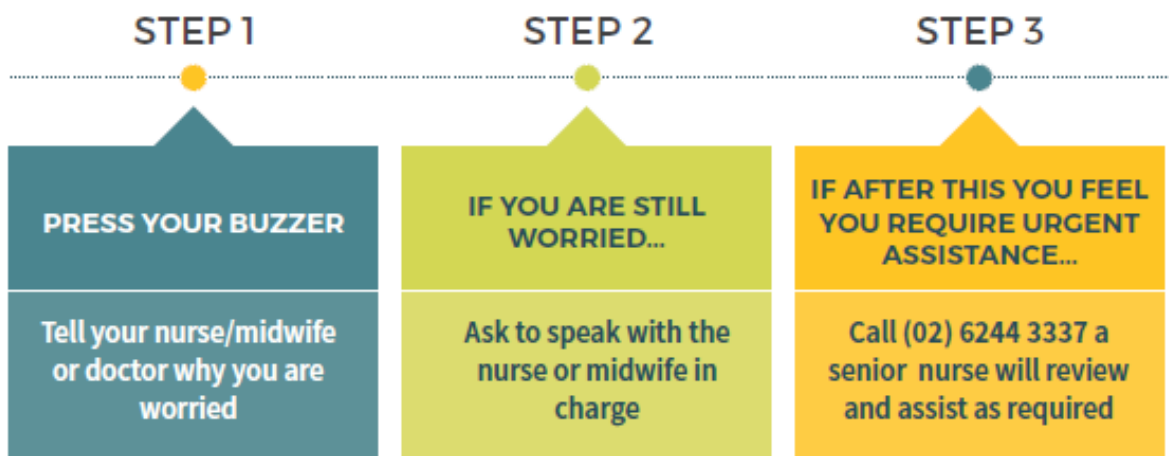 STEP 1
PRESS YOUR BUZZER
Tell your nurse/midwife
or doctor why you are
worried
STEP 2
IF YOU ARE STILL
WORRIED...
Ask to speak with the
nurse or midwife in
charge
STEP 3
IF AFTER THIS YOU FEEL
YOU REQUIRE URGENT
ASSISTANCE...
Call (02) 6244 3337 a
senior nurse will review
and assist as required